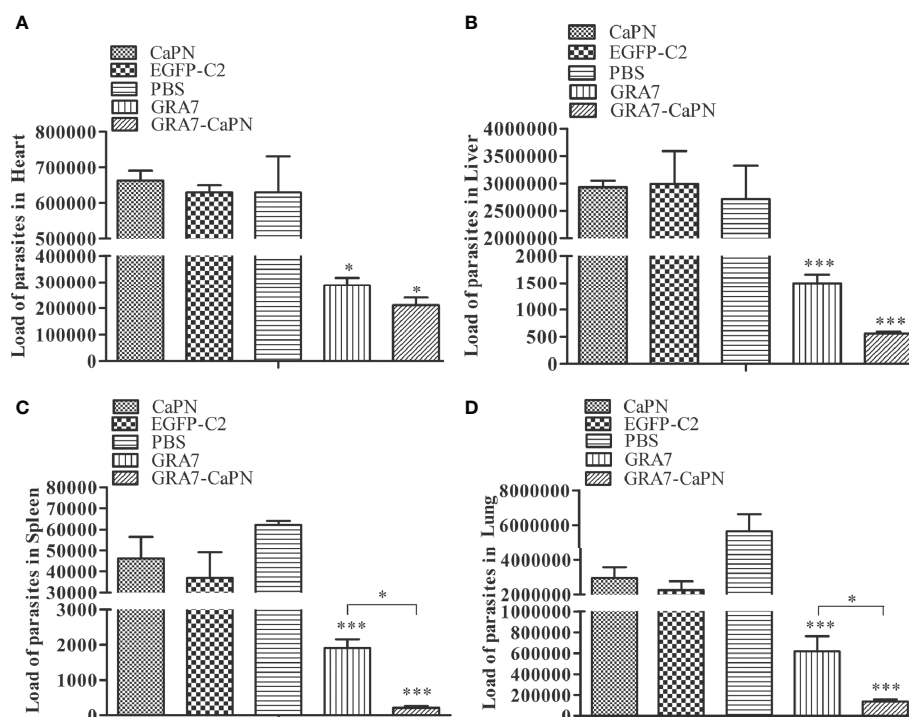 A
CaPN
EGFP-C2
PBS
GRA7
GRA7-CaPN
Load of parasites in Heart
800000
700000
600000
500000
400000
300000
200000
100000
0
*
*
B
CaPN
EGFP-C2
PBS
GRA7
GRA7-CaPN
Load of parasites in Liver
4000000
3000000
2000000
1000000
2000
1500
1000
500
0
***
***
C
CaPN
EGFP-C2
PBS
GRA7
GRA7-CaPN
Load of parasites in Spleen
80000
70000
60000
50000
40000
30000
3000
2000
1000
0
***
*
***
D
CaPN
EGFP-C2
PBS
GRA7
GRA7-CaPN
Load of parasites in Lung
8000000
6000000
4000000
2000000
1000000
800000
600000
400000
200000
0
***
*
***